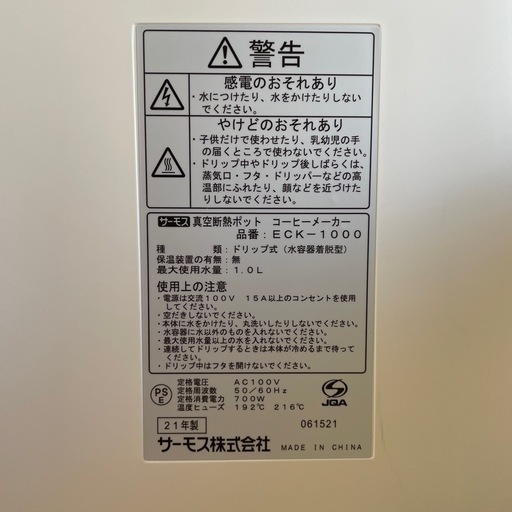 警告
感電のおそれあり
・水につけたり、水をかけたりしない
でください。
やけどのおそれあり
・子供だけで使わせたり、乳幼児の手
の届くところで使わないでください。
・ドリップ中やドリップ後しばらくは、
蒸気口・フタ・ドリッパーなどの高
温部にふれたり、顔などを近づけた
りしないでください。
サーモス 真空断熱ポット コーヒーメーカー
品番：ECK－1000
種類：ドリップ式（水容器着脱型）
保温装置の有無：無
最大使用水量：1.0L
使用上の注意
・電源は交流100V 15A以上のコンセントを使用
してください。
・空だきしないでください。
・本体に水をかけたり、丸洗いしたりしないでください。
・水容器に水以外のものを入れないでください。
・最大使用水量以上の水を入れないでください。
・連続してドリップするときは本体が冷めるまで待って
ください。
・ドリップ中はフタを開けないでください。
PS
E
定格電圧 AC100V
定格周波数 50/60Hz
定格消費電力 700W
温度ヒューズ 192℃ 216℃
JQA
21年製
061521
サーモス株式会社 MADE IN CHINA